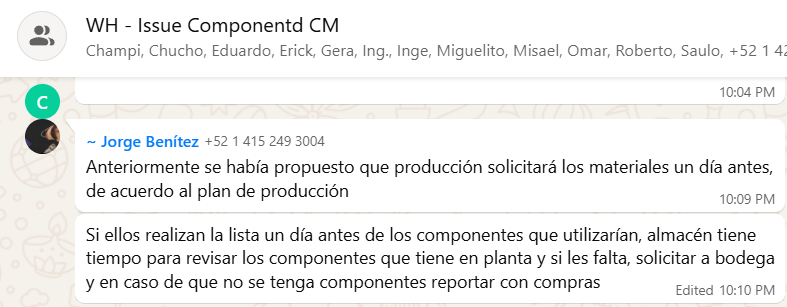 WH - Issue Componentd CM
Champi, Chucho, Eduardo, Erick, Gera, Ing., Inge, Miguelito, Misael, Omar, Roberto, Saulo, +52 1 42
10:04 PM
C
~ Jorge Benítez +52 1 415 249 3004
Anteriormente se había propuesto que producción solicitará los materiales un día antes,
de acuerdo al plan de producción
10:09 PM
Si ellos realizan la lista un día antes de los componentes que utilizarían, almacén tiene
tiempo para revisar los componentes que tiene en planta y si les falta, solicitar a bodega
y en caso de que no se tenga componentes reportar con compras
Edited 10:10 PM